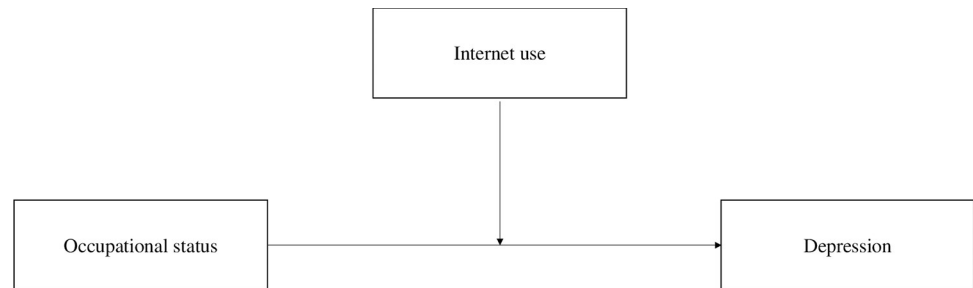 Internet use
Occupational status
Depression